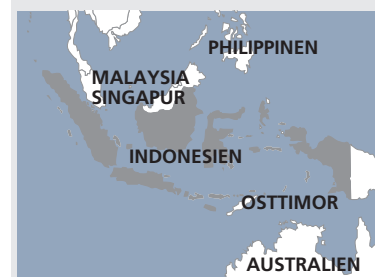 PHILIPPINEN
MALAYSIA
SINGAPUR
INDONESIEN
OSTTIMOR
AUSTRALIEN